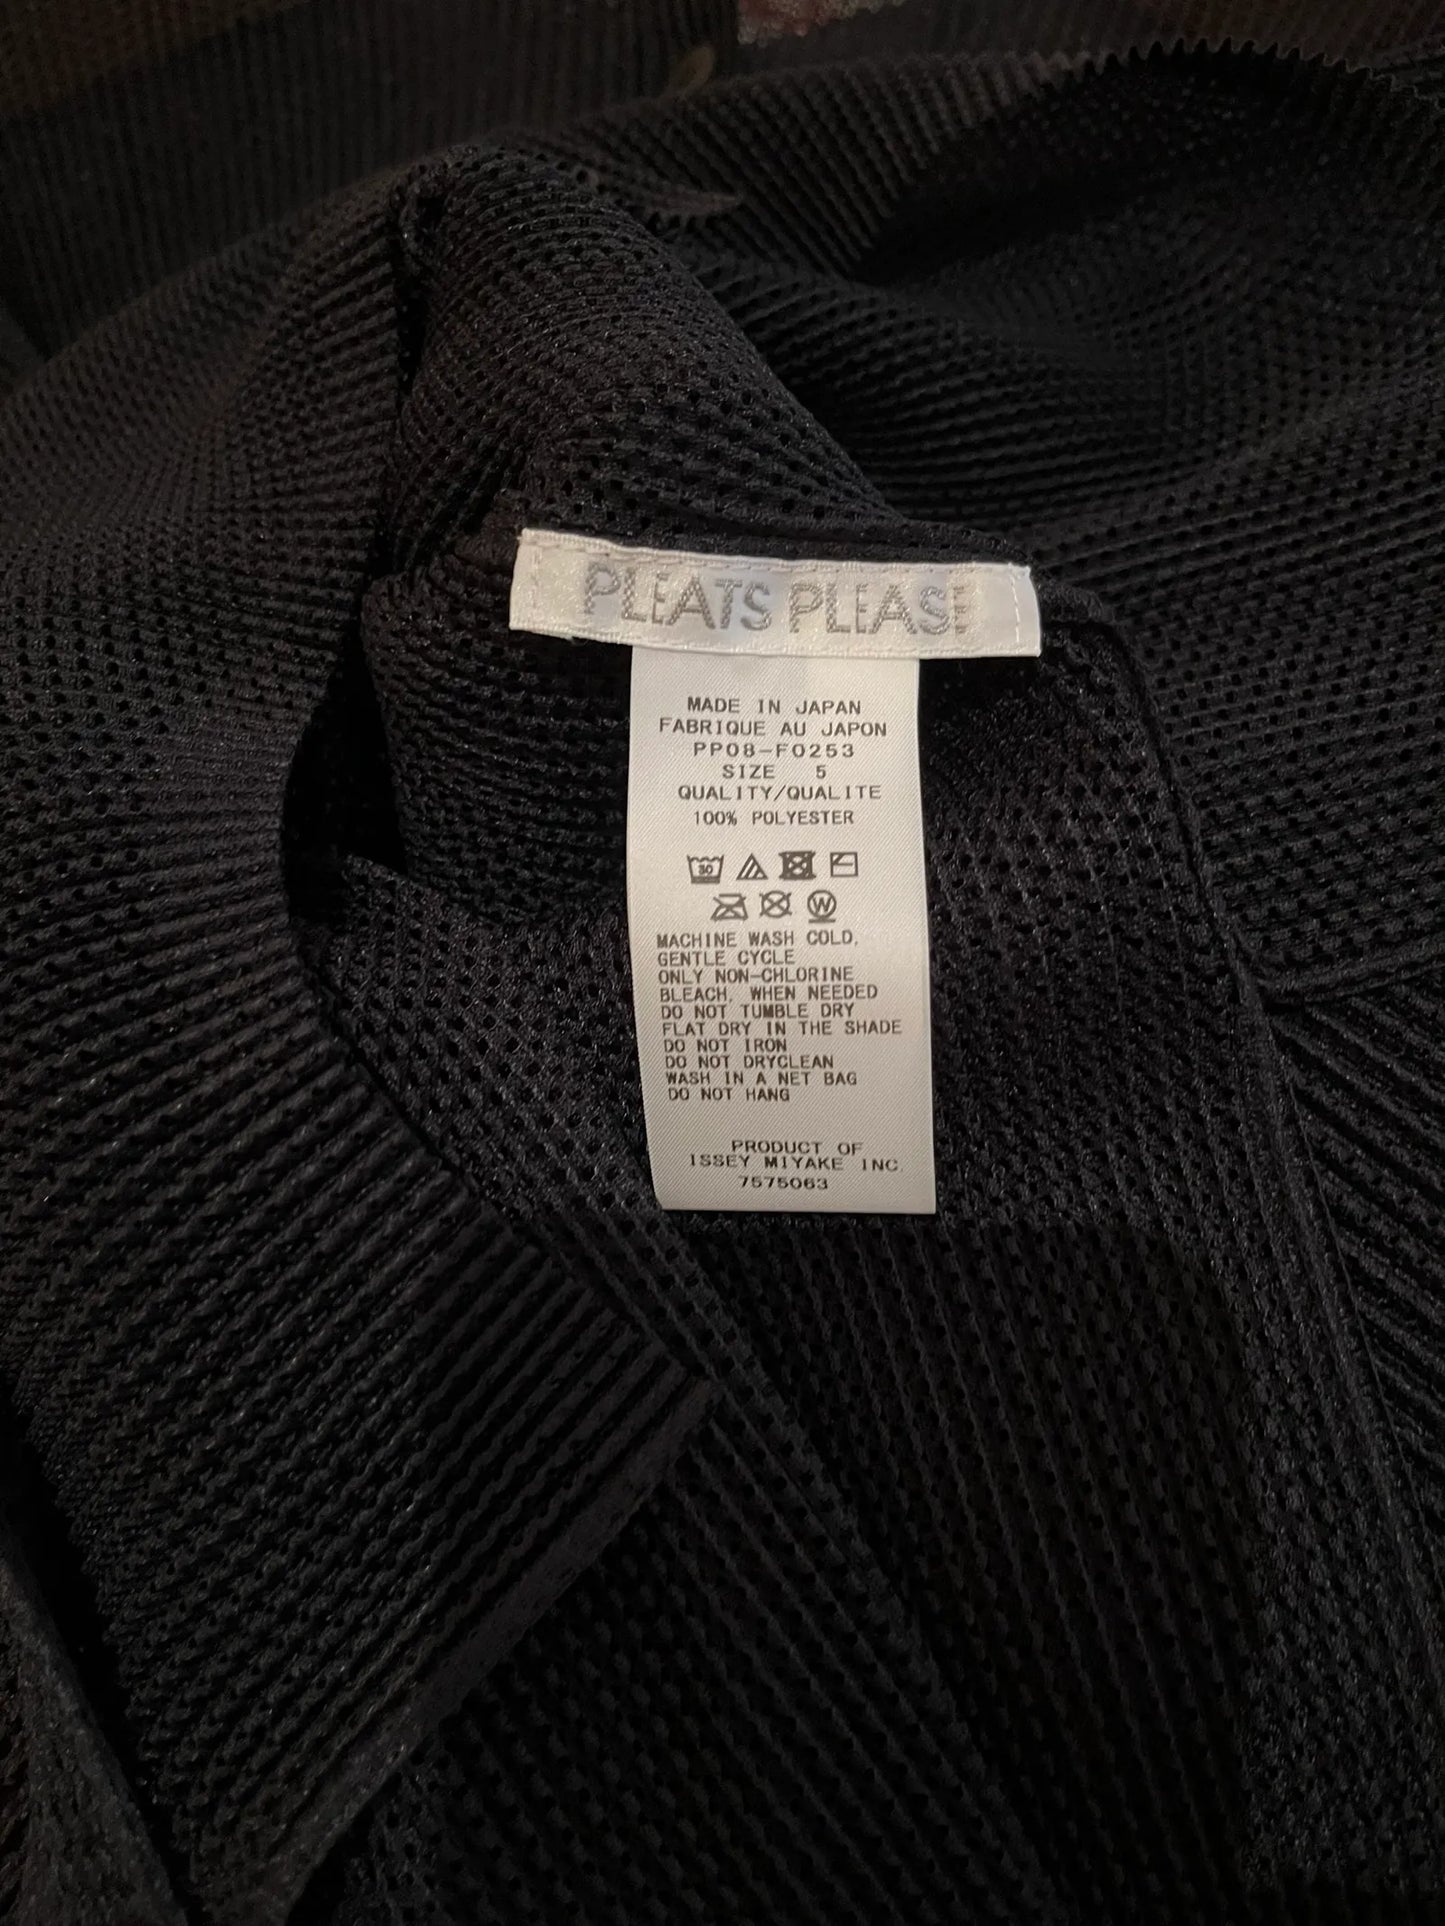 PLEATS PLEASE
MADE IN JAPAN
FABRIQUE AU JAPON
PP08-F0253
SIZE 5
QUALITY/QUALITE
100% POLYESTER
30
W
MACHINE WASH COLD,
GENTLE CYCLE
ONLY NON-CHLORINE
BLEACH, WHEN NEEDED
DO NOT TUMBLE DRY
FLAT DRY IN THE SHADE
DO NOT IRON
DO NOT DRYCLEAN
WASH IN A NET BAG
DO NOT HANG
PRODUCT OF
ISSEY MIYAKE INC.
7575063